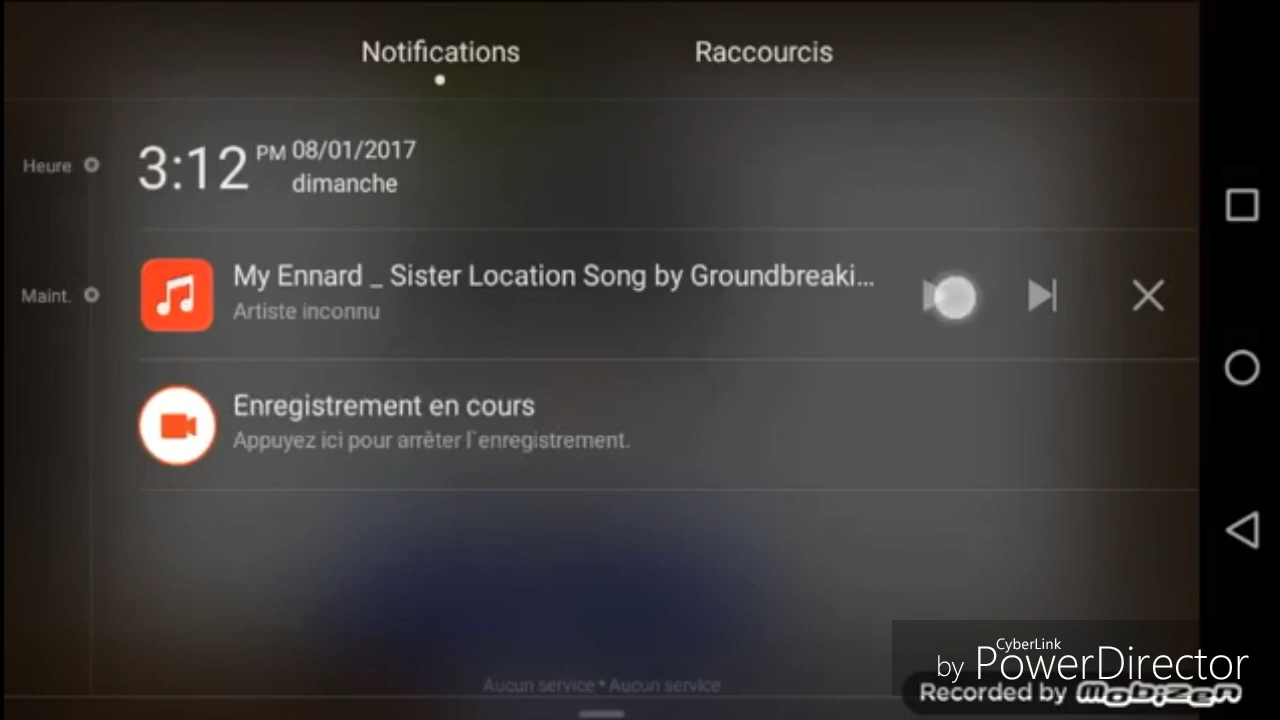 Notifications
Raccourcis
Heure
3:12 PM 08/01/2017
dimanche
Maint.
My Ennard _ Sister Location Song by Groundbreaki...
Artiste inconnu
Enregistrement en cours
Appuyez ici pour arrêter l`enregistrement.
Aucun service * Aucun service
CyberLink
by PowerDirector
Recorded by MOBIZEN